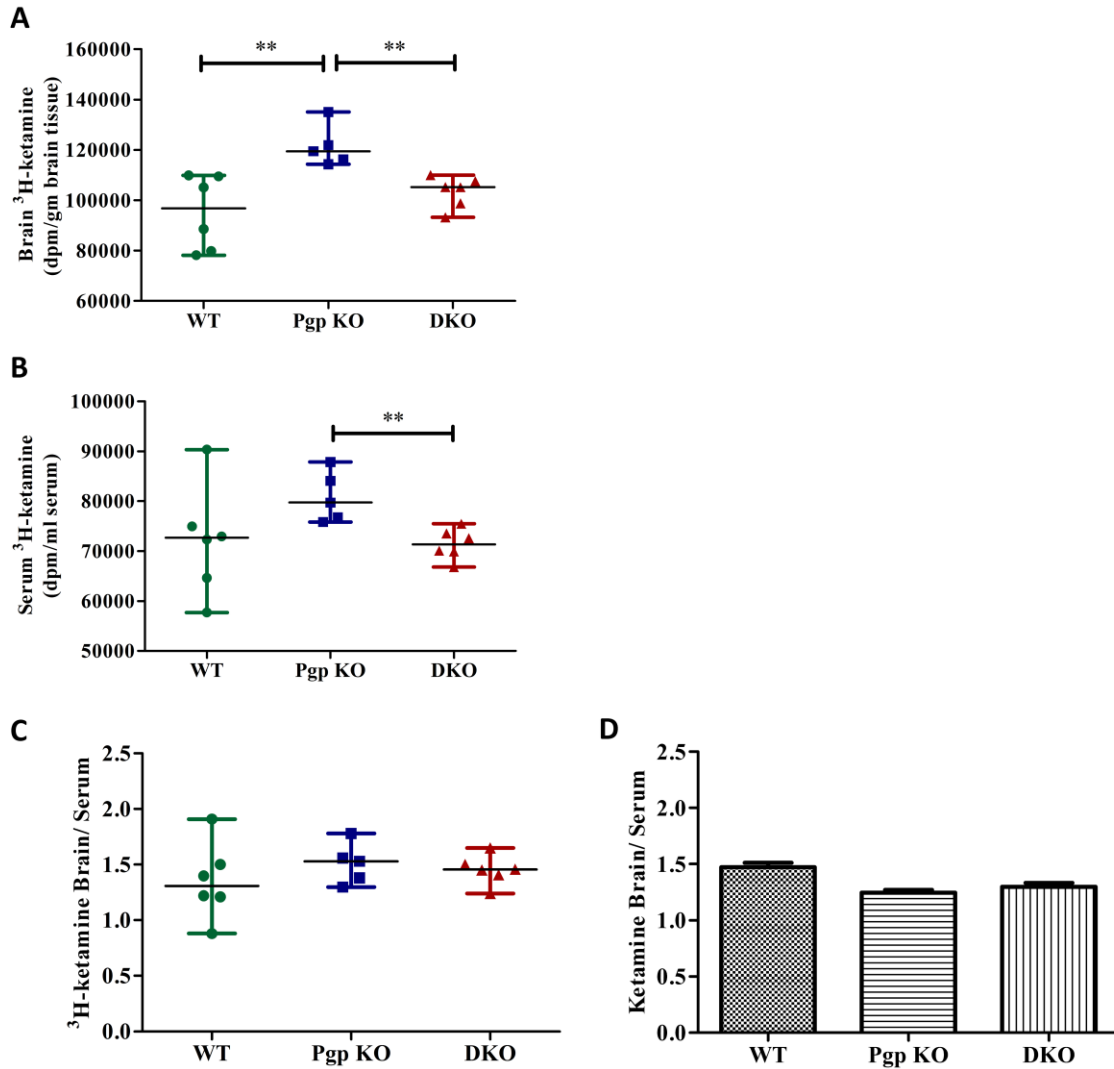 A
Brain ³H-ketamine
(dpm/gm brain tissue)
160000
140000
120000
100000
80000
60000
** **
WT Pgp KO DKO
B
Serum ³H-ketamine
(dpm/ml serum)
100000
90000
80000
70000
60000
50000
**
WT Pgp KO DKO
C
³H-ketamine Brain/ Serum
2.5
2.0
1.5
1.0
0.5
0.0
WT Pgp KO DKO
D
Ketamine Brain/ Serum
2.5
2.0
1.5
1.0
0.5
0.0
WT Pgp KO DKO